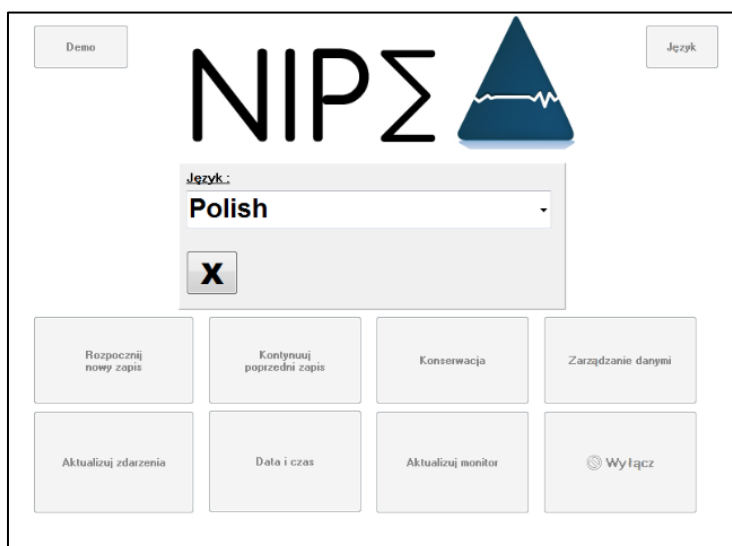 Demo
NIPΣ
Język
Język :
Polish
X
Rozpocznij
nowy zapis
Kontynuuj
poprzedni zapis
Konserwacja
Zarządzanie danymi
Aktualizuj zdarzenia
Data i czas
Aktualizuj monitor
Wyłącz